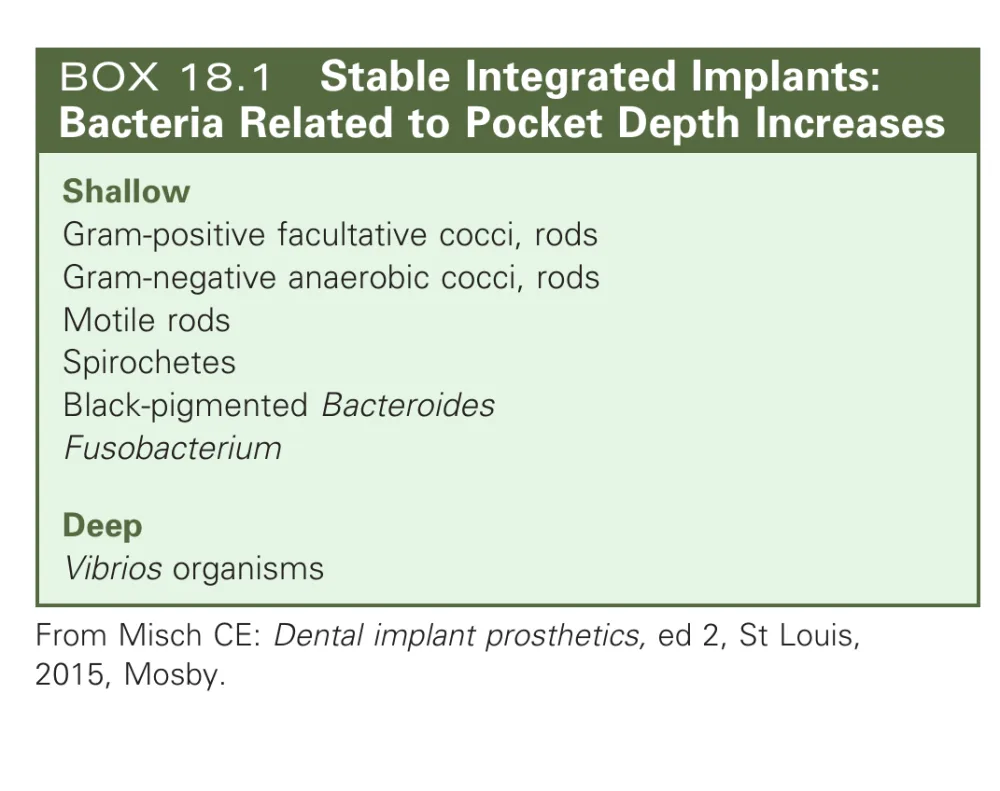 BOX 18.1 Stable Integrated Implants:
Bacteria Related to Pocket Depth Increases
Shallow
Gram-positive facultative cocci, rods
Gram-negative anaerobic cocci, rods
Motile rods
Spirochetes
Black-pigmented Bacteroides
Fusobacterium
Deep
Vibrios organisms
From Misch CE: Dental implant prosthetics, ed 2, St Louis,
2015, Mosby.